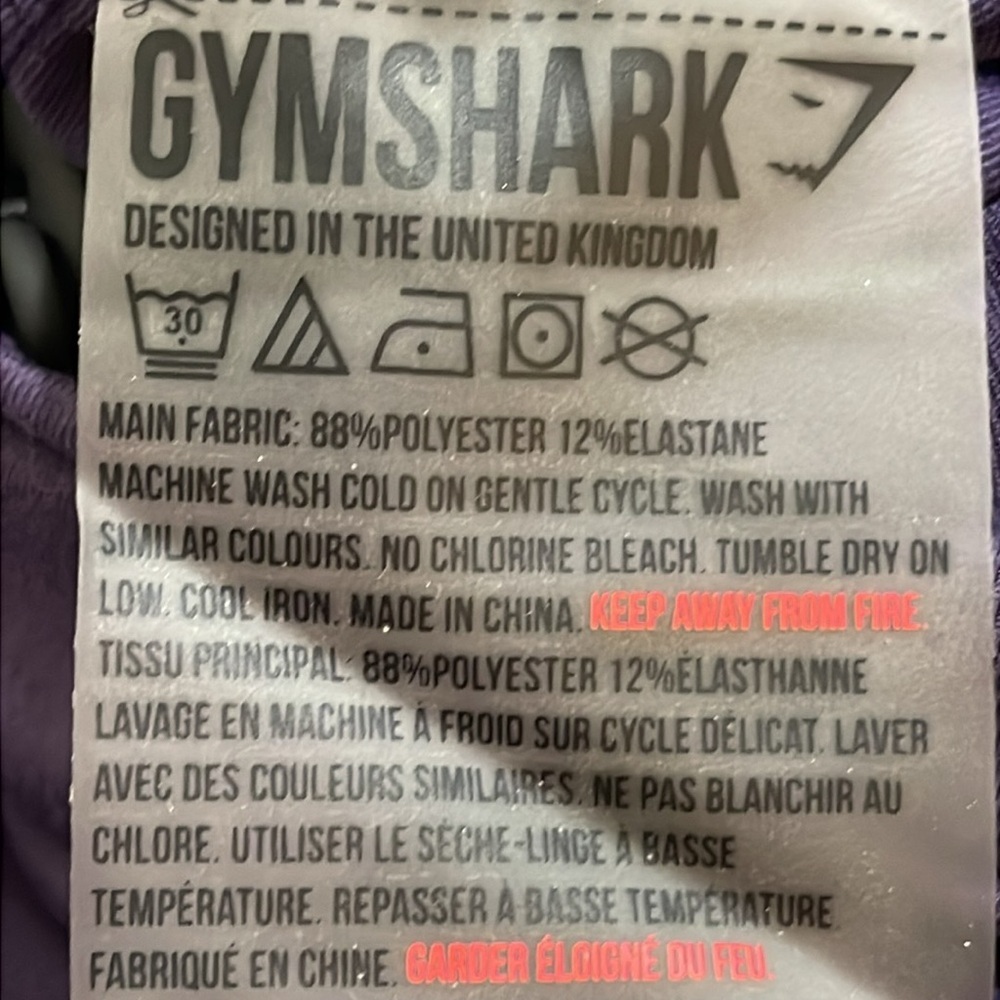 GYMSHARK
DESIGNED IN THE UNITED KINGDOM
30
MAIN FABRIC: 88%POLYESTER 12%ELASTANE
MACHINE WASH COLD ON GENTLE CYCLE. WASH WITH
SIMILAR COLOURS. NO CHLORINE BLEACH. TUMBLE DRY ON
LOW. COOL IRON. MADE IN CHINA. KEEP AWAY FROM FIRE.
TISSU PRINCIPAL: 88%POLYESTER 12%ÉLASTHANNE
LAVAGE EN MACHINE À FROID SUR CYCLE DÉLICAT. LAVER
AVEC DES COULEURS SIMILAIRES. NE PAS BLANCHIR AU
CHLORE. UTILISER LE SÈCHE-LINGE À BASSE
TEMPÉRATURE. REPASSER À BASSE TEMPÉRATURE
FABRIQUÉ EN CHINE. GARDER ÉLOIGNÉ DU FEU.